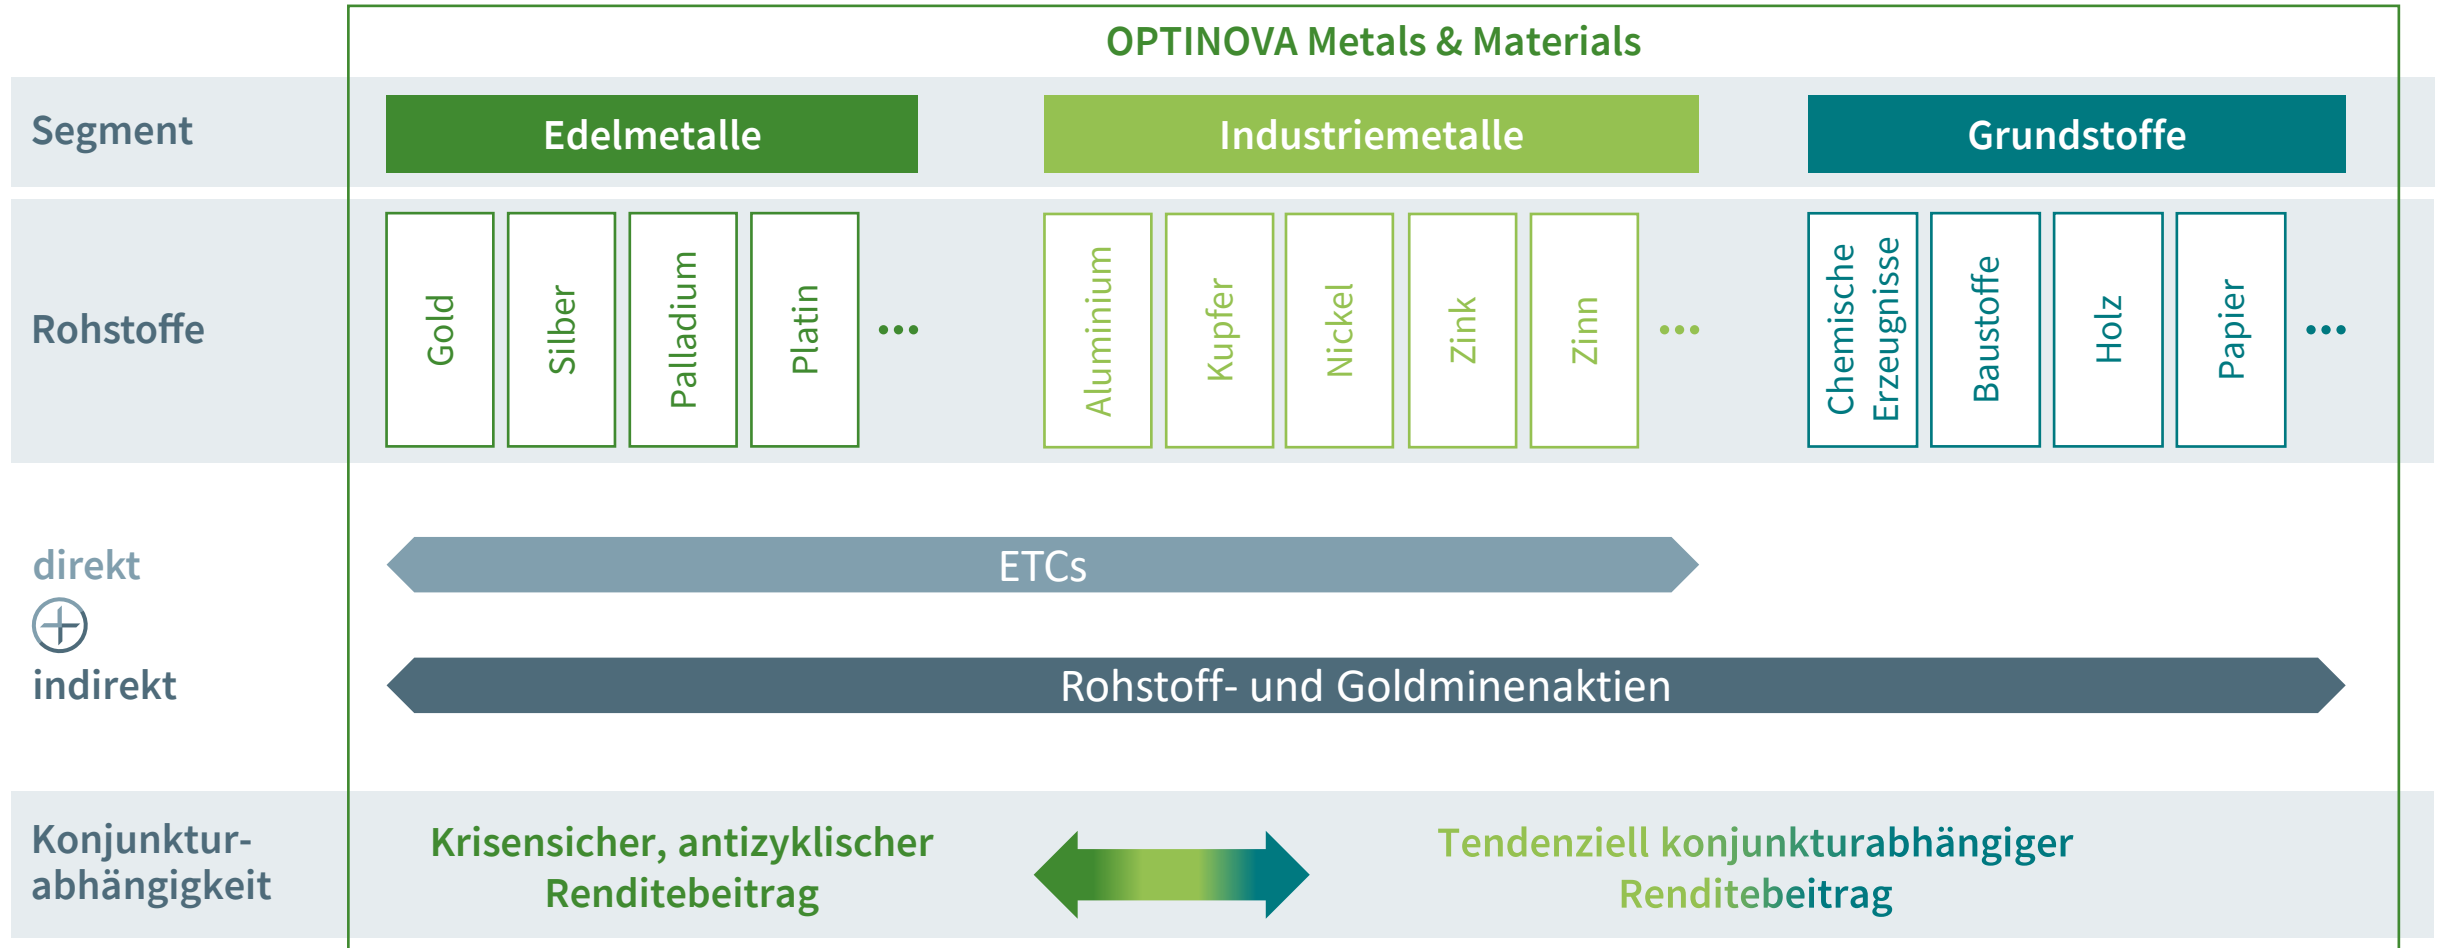 OPTINOVA Metals & Materials
Segment
Edelmetalle
Industriemetalle
Grundstoffe
Rohstoffe
Gold
Silber
Palladium
Platin
...
Aluminium
Kupfer
Nickel
Zink
Zinn
...
Chemische
Erzeugnisse
Baustoffe
Holz
Papier
...
direkt
ETCs
indirekt
Rohstoff- und Goldminenaktien
Konjunktur-
abhängigkeit
Krisensicher, antizyklischer
Renditebeitrag
Tendenziell konjunkturabhängiger
Renditebeitrag